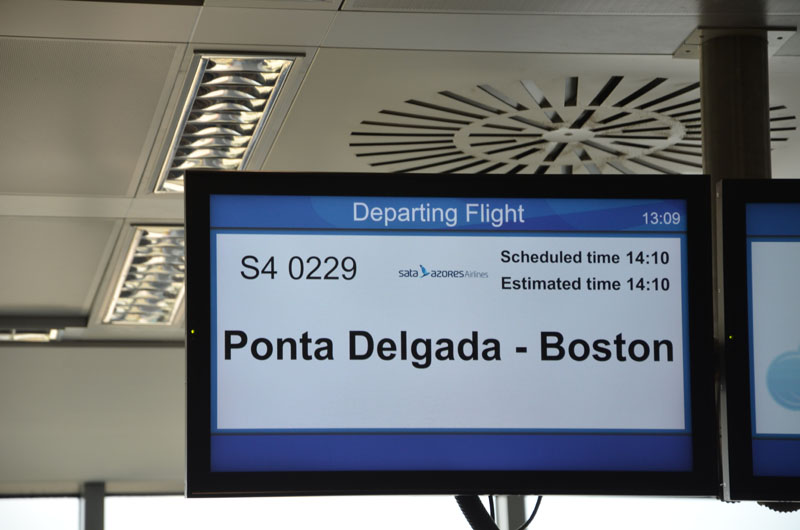 Departing Flight 13:09
S4 0229
sata AZORES Airlines
Scheduled time 14:10
Estimated time 14:10
Ponta Delgada - Boston